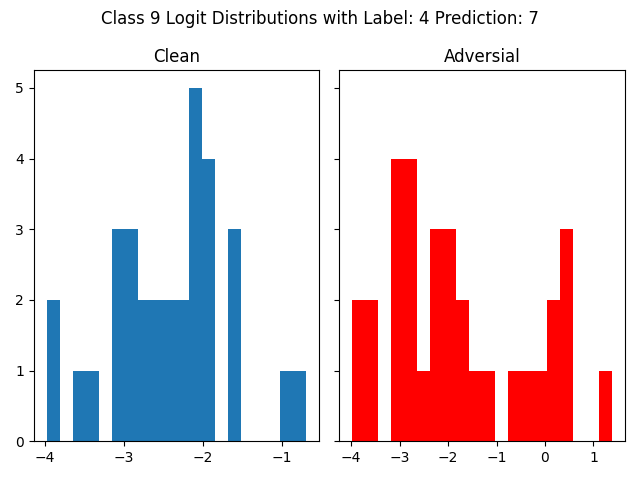 Class 9 Logit Distributions with Label: 4 Prediction: 7
Clean
Adversial
5
4
3
2
1
0
−4 −3 −2 −1
−4 −3 −2 −1 0 1